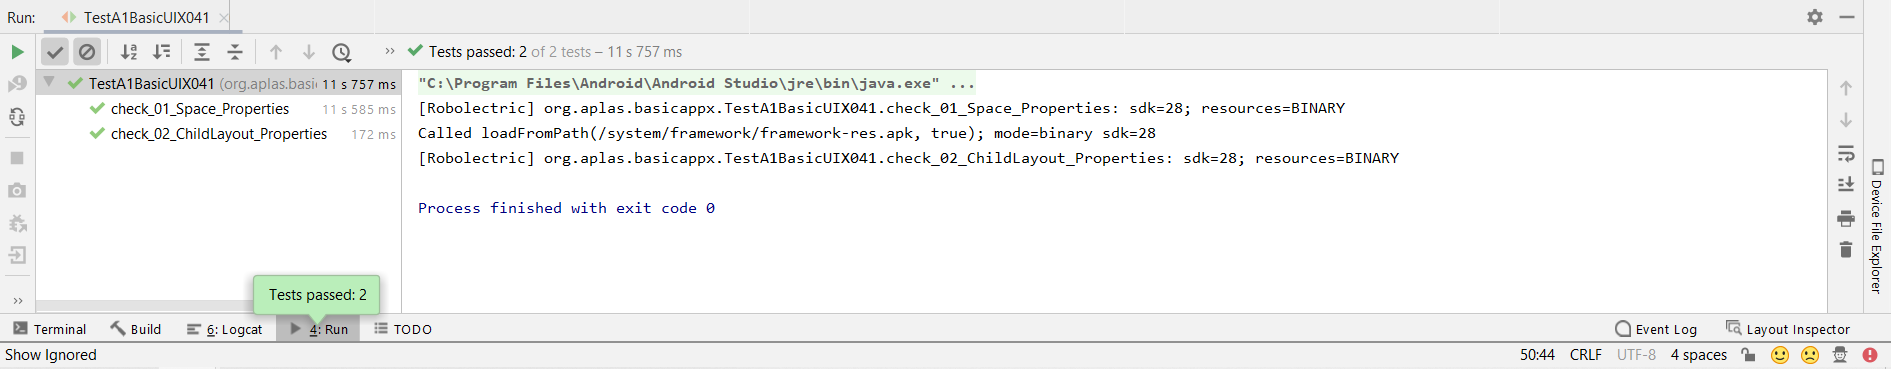 Run: TestA1BasicUIX041
Tests passed: 2 of 2 tests – 11 s 757 ms
TestA1BasicUIX041 (org.aplas.basic 11 s 757 ms
check_01_Space_Properties 11 s 585 ms
check_02_ChildLayout_Properties 172 ms
"C:\Program Files\Android\Android Studio\jre\bin\java.exe" ...
[Robolectric] org.aplas.basicappx.TestA1BasicUIX041.check_01_Space_Properties: sdk=28; resources=BINARY
Called loadFromPath(/system/framework/framework-res.apk, true); mode=binary sdk=28
[Robolectric] org.aplas.basicappx.TestA1BasicUIX041.check_02_ChildLayout_Properties: sdk=28; resources=BINARY
Process finished with exit code 0
Device File Explorer
Tests passed: 2
Terminal Build 6: Logcat 4: Run TODO Event Log Layout Inspector
Show Ignored 50:44 CRLF UTF-8 4 spaces